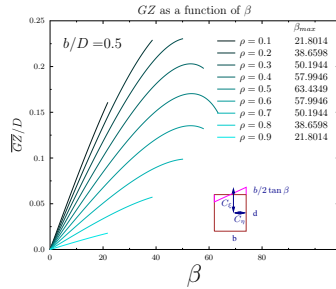 GZ as a function of β
b/D =0.5
β_max
ρ = 0.1 21.8014
ρ = 0.2 38.6598
ρ = 0.3 50.1944
ρ = 0.4 57.9946
ρ = 0.5 63.4349
ρ = 0.6 57.9946
ρ = 0.7 50.1944
ρ = 0.8 38.6598
ρ = 0.9 21.8014
0.25
0.2
0.15
0.1
0.05
0.0
GZ/D
0 20 40 60 80
β
b/2 tan β
C_ξ
C_η
d
b